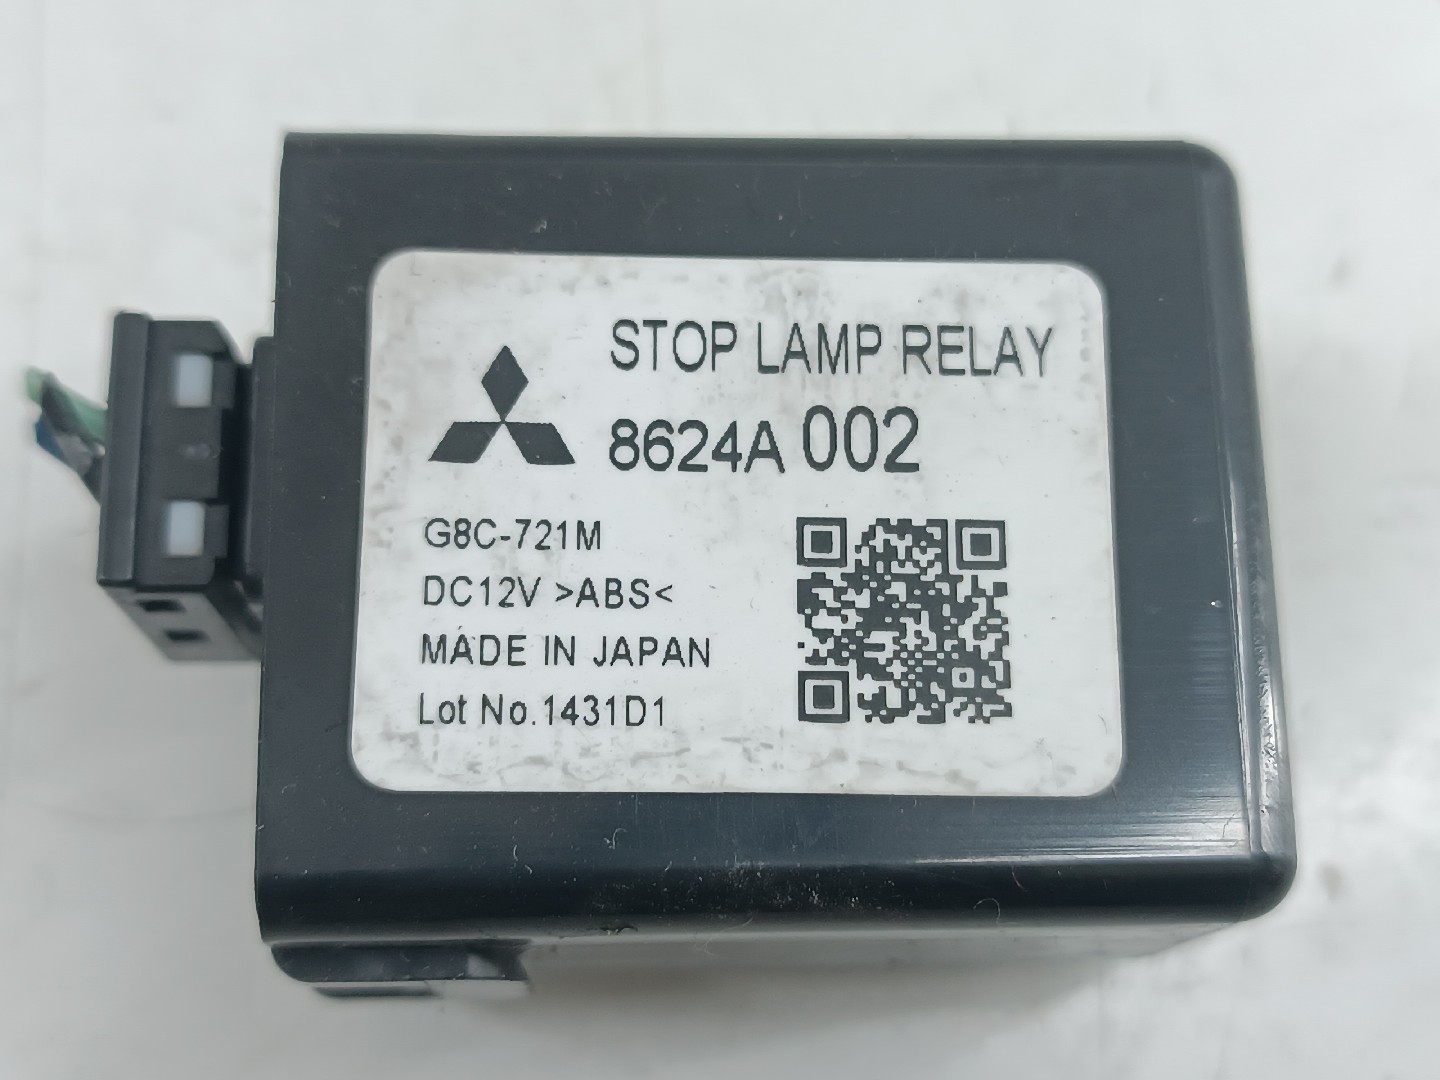 STOP LAMP RELAY
8624A 002
G8C-721M
DC12V >ABS<
MADE IN JAPAN
Lot No.1431D1